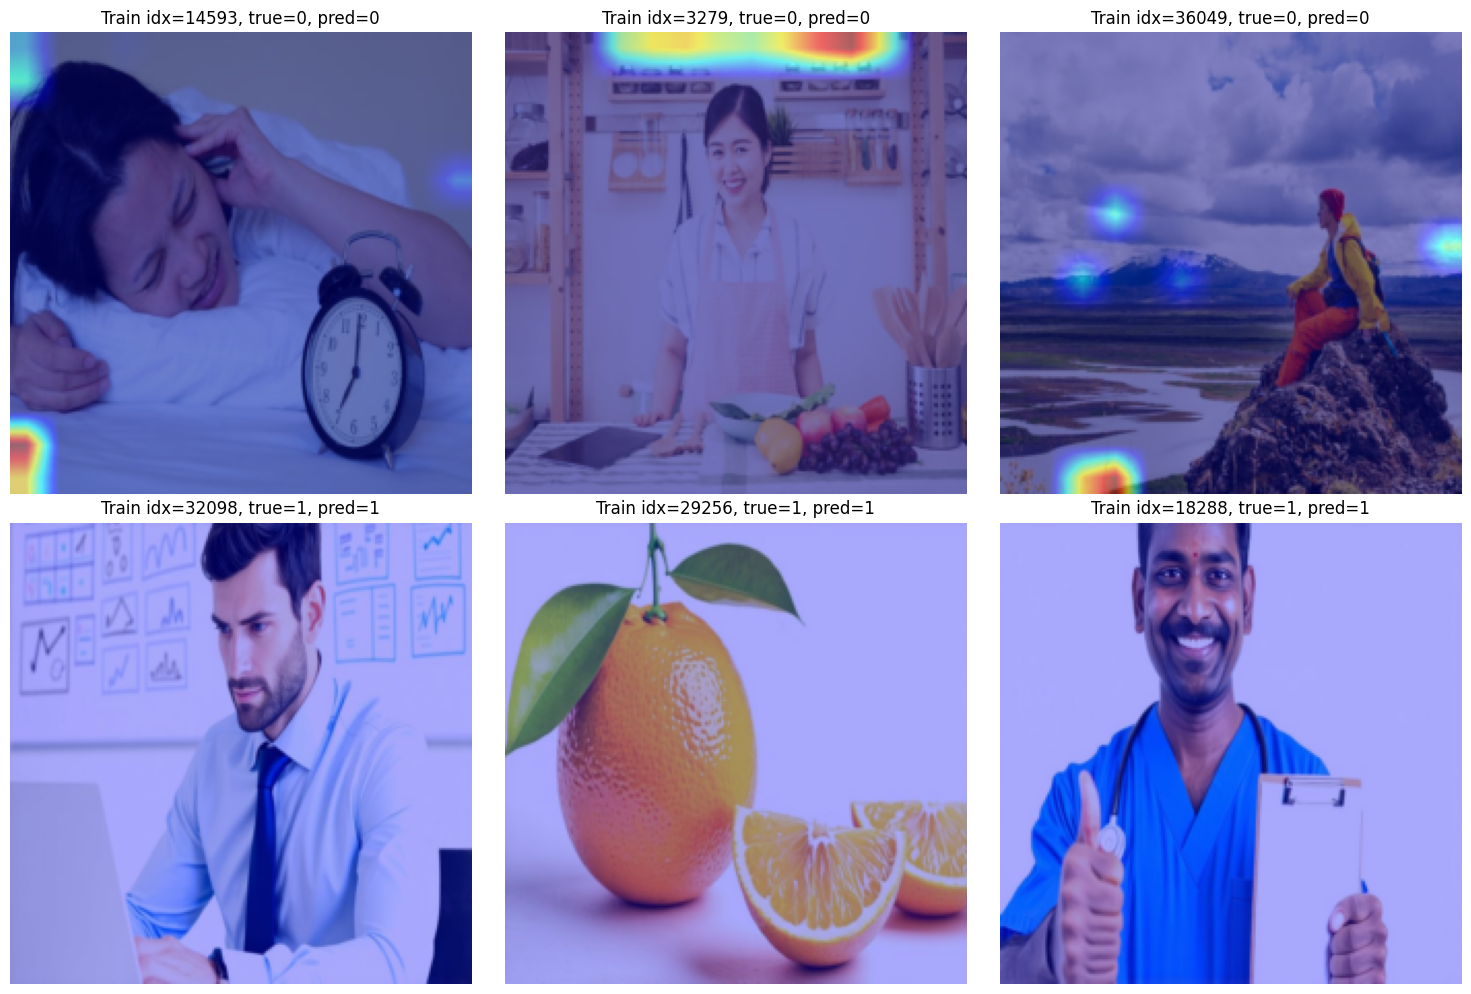 Train idx=14593, true=0, pred=0
Train idx=3279, true=0, pred=0
Train idx=36049, true=0, pred=0
Train idx=32098, true=1, pred=1
Train idx=29256, true=1, pred=1
Train idx=18288, true=1, pred=1